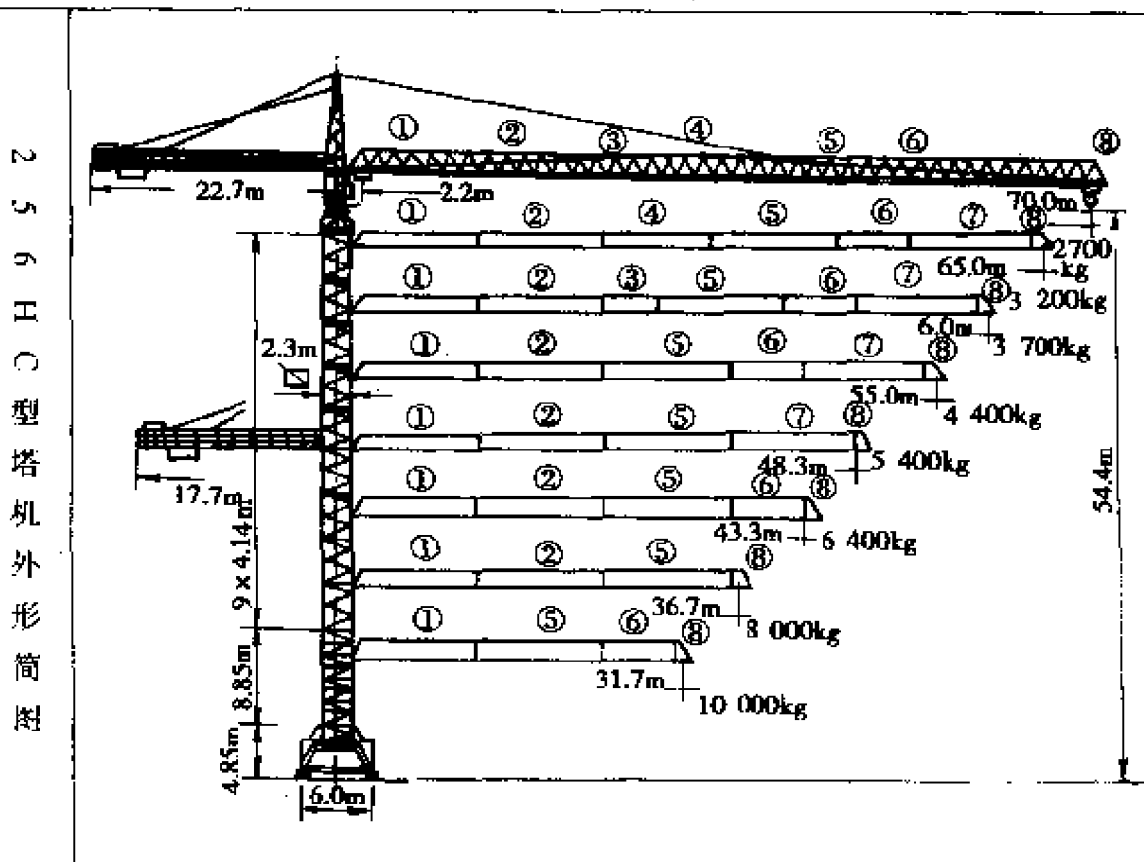 256HC型塔机外形简图
① ② ③ ④ ⑤ ⑥ ⑧
22.7m 2.2m 70.0m
① ② ④ ⑤ ⑥ ⑦ ⑧
2700
65.0m kg
① ② ③ ⑤ ⑥ ⑦ ⑧
3 200kg
6.0m 3 700kg
2.3m
① ② ⑤ ⑥ ⑦ ⑧
55.0m 4 400kg
① ② ⑤ ⑦ ⑧
48.3m 5 400kg
17.7m
① ② ⑤ ⑥ ⑧
43.3m 6 400kg
54.4m
9×4.14m
① ② ⑤ ⑧
36.7m 8 000kg
① ⑤ ⑥ ⑧
31.7m 10 000kg
8.85m
4.85m
6.0m